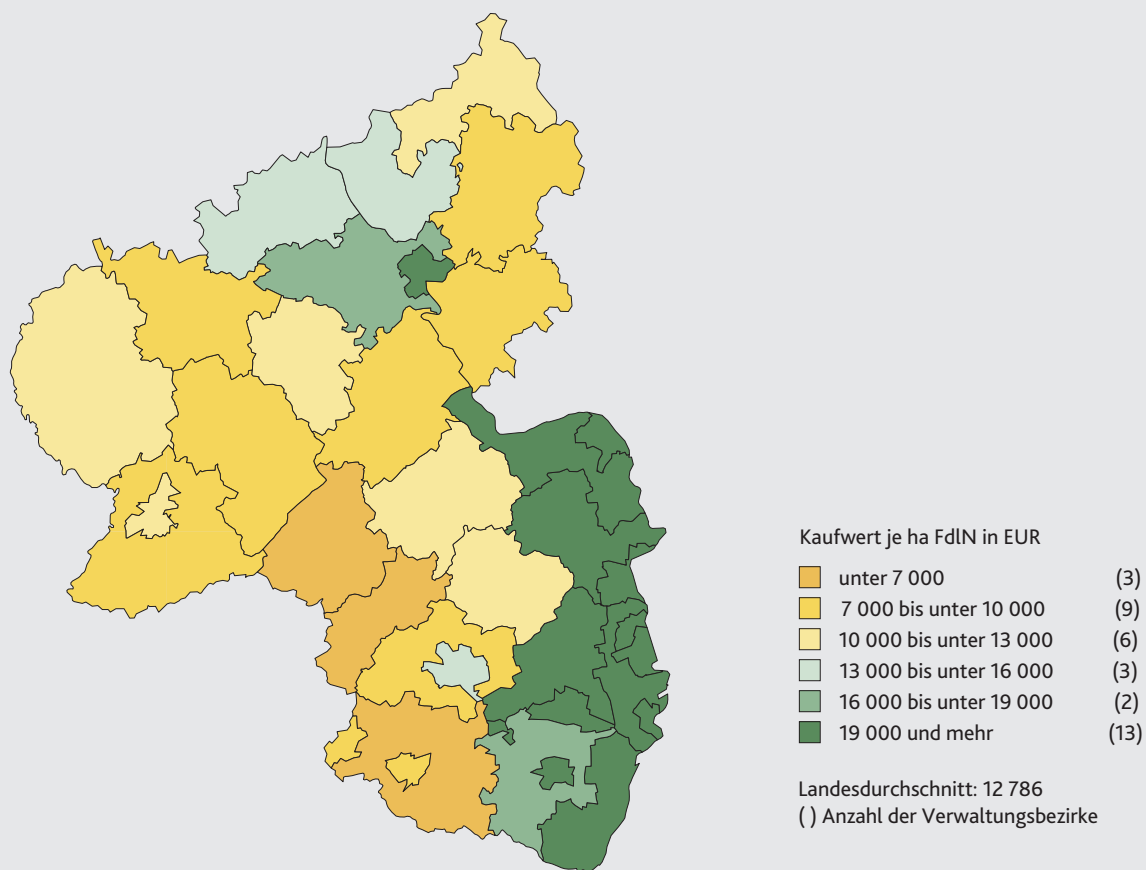 Kaufwert je ha FdlN in EUR
unter 7 000 (3)
7 000 bis unter 10 000 (9)
10 000 bis unter 13 000 (6)
13 000 bis unter 16 000 (3)
16 000 bis unter 19 000 (2)
19 000 und mehr (13)
Landesdurchschnitt: 12 786
( ) Anzahl der Verwaltungsbezirke